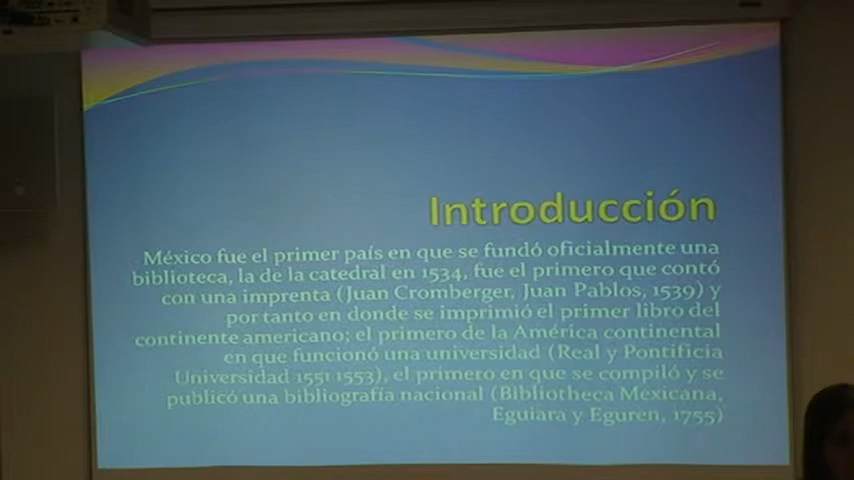 Introducción
México fue el primer país en que se fundó oficialmente una
biblioteca, la de la catedral en 1534, fue el primero que contó
con una imprenta (Juan Cromberger, Juan Pablos, 1539) y
por tanto en donde se imprimió el primer libro del
continente americano; el primero de la América continental
en que funcionó una universidad (Real y Pontificia
Universidad 1551 1553), el primero en que se compiló y se
publicó una bibliografía nacional (Bibliotheca Mexicana,
Eguiara y Eguren, 1755)